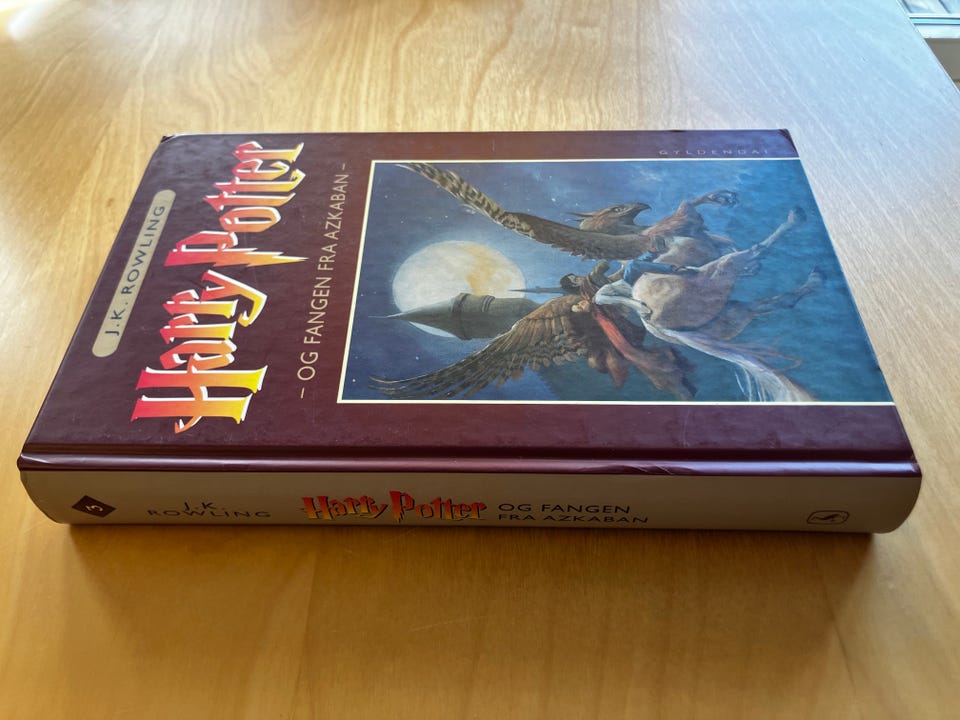 J.K. ROWLING
Harry Potter
- OG FANGEN FRA AZKABAN -
GYLDENDAL
3
J.K.
ROWLING
Harry Potter
OG FANGEN
FRA AZKABAN